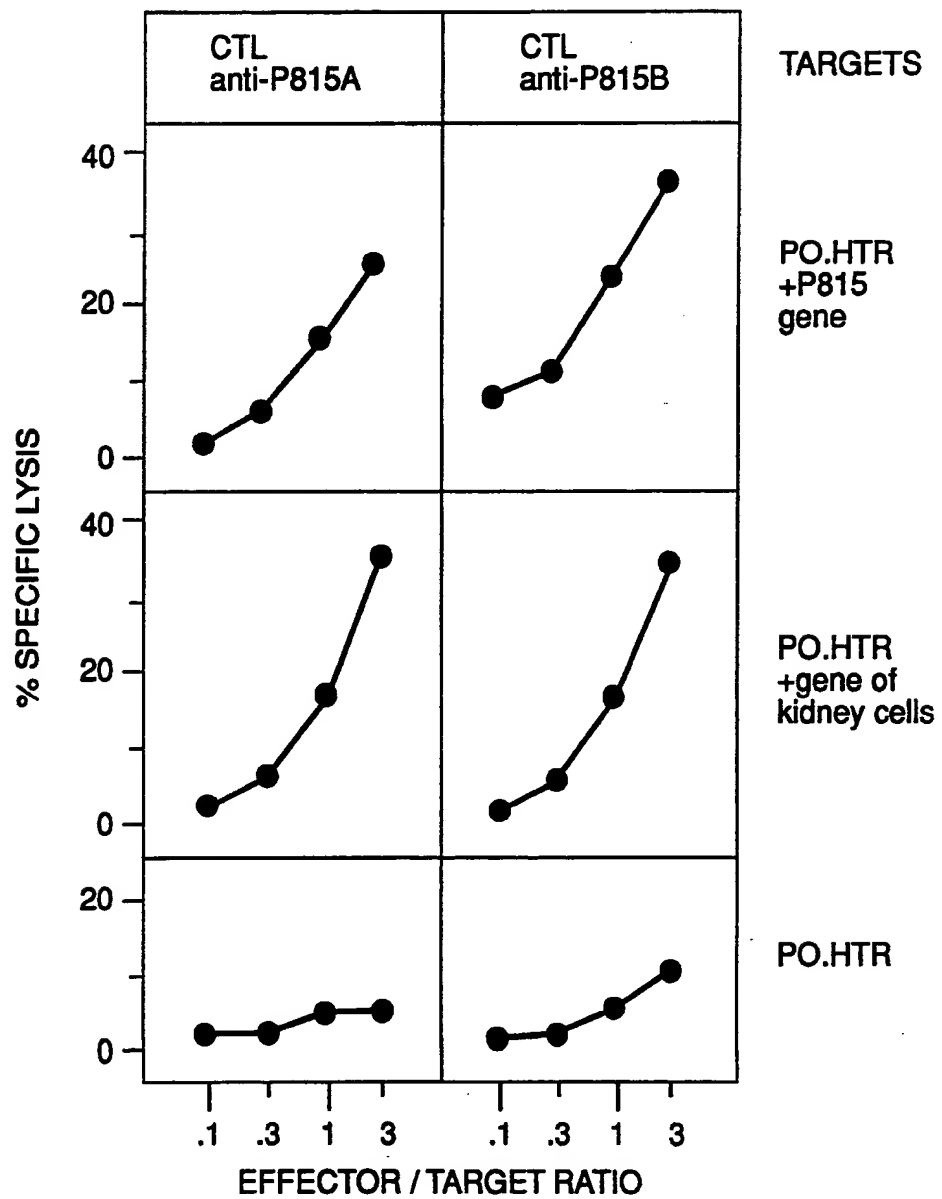 CTL
anti-P815A
CTL
anti-P815B
TARGETS
40
20
0
PO.HTR
+P815
gene
% SPECIFIC LYSIS
40
20
0
PO.HTR
+gene of
kidney cells
20
0
PO.HTR
.1 .3 1 3 .1 .3 1 3
EFFECTOR / TARGET RATIO